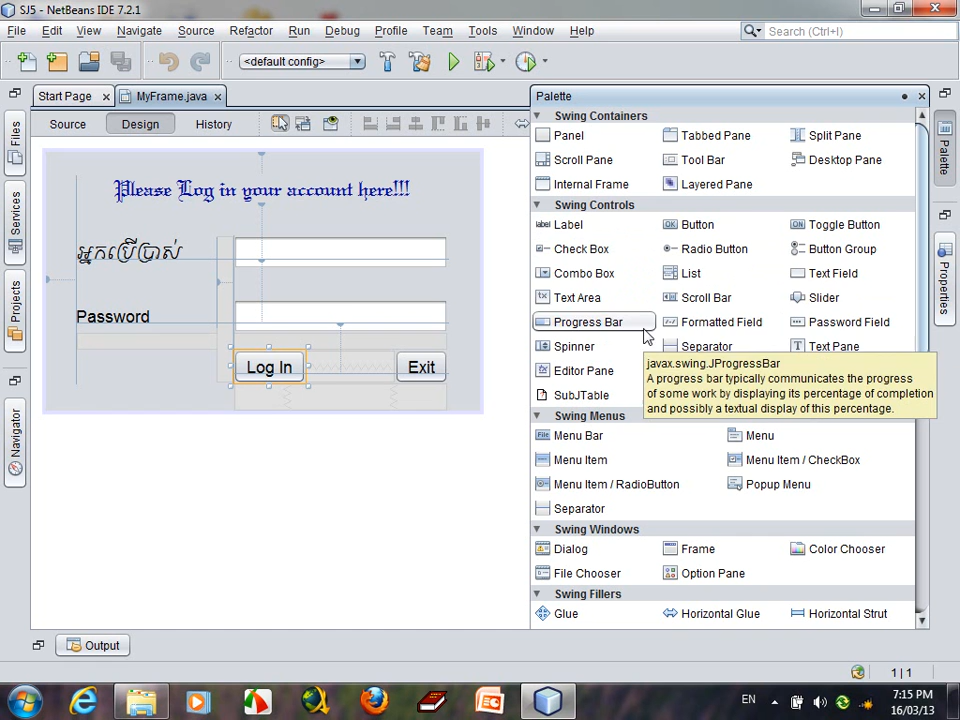 SJ5 - NetBeans IDE 7.2.1
File Edit View Navigate Source Refactor Run Debug Profile Team Tools Window Help Search (Ctrl+I)
<default config>
Start Page MyFrame.java
Source Design History
Files
Services
Projects
Navigator
Please Log in your account here!!!
អ្នកប្រើប្រាស់
Password
Log In Exit
Palette
Swing Containers
Panel Tabbed Pane Split Pane
Scroll Pane Tool Bar Desktop Pane
Internal Frame Layered Pane
Swing Controls
Label Button Toggle Button
Check Box Radio Button Button Group
Combo Box List Text Field
Text Area Scroll Bar Slider
Progress Bar Formatted Field Password Field
Spinner Separator Text Pane
Editor Pane
SubJTable
javax.swing.JProgressBar
A progress bar typically communicates the progress
of some work by displaying its percentage of completion
and possibly a textual display of this percentage.
Swing Menus
Menu Bar Menu
Menu Item Menu Item / CheckBox
Menu Item / RadioButton Popup Menu
Separator
Swing Windows
Dialog Frame Color Chooser
File Chooser Option Pane
Swing Fillers
Glue Horizontal Glue Horizontal Strut
Palette
Properties
Output
1 | 1
EN
7:15 PM
16/03/13